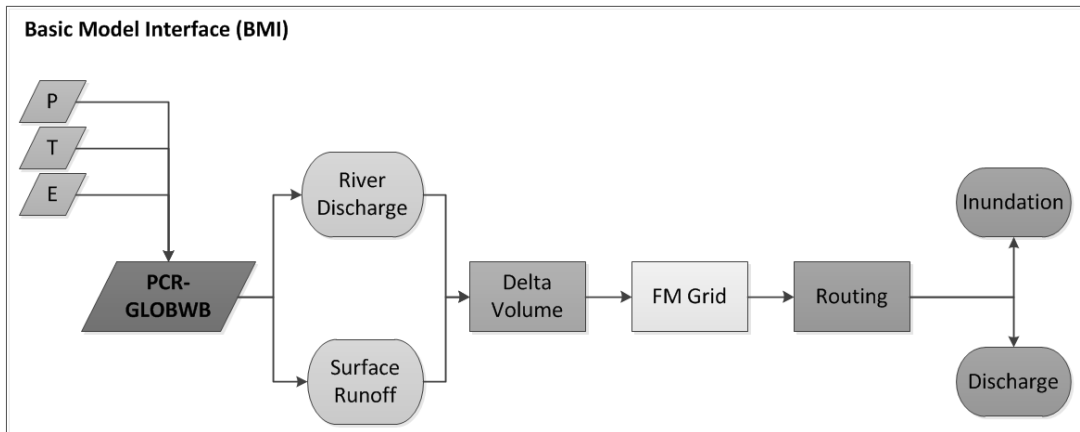 Basic Model Interface (BMI)
P
T
E
PCR-
GLOBWB
River
Discharge
Surface
Runoff
Delta
Volume
FM Grid
Routing
Inundation
Discharge